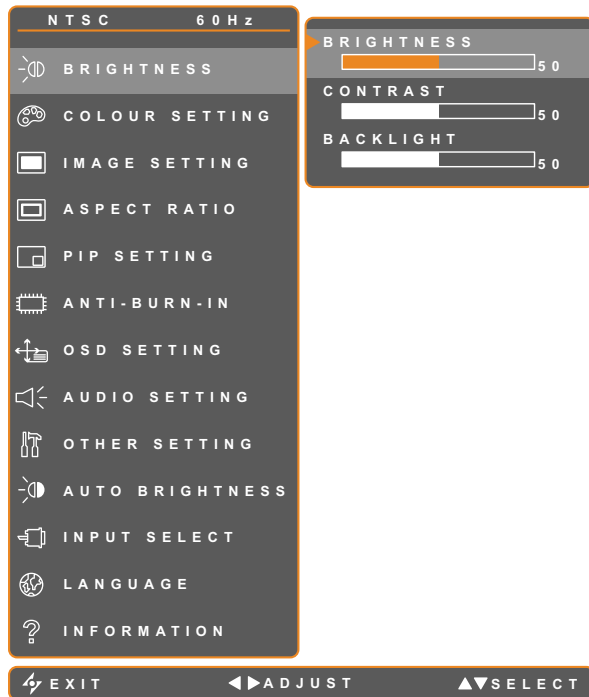 NTSC 60Hz
BRIGHTNESS
COLOUR SETTING
IMAGE SETTING
ASPECT RATIO
PIP SETTING
ANTI-BURN-IN
OSD SETTING
AUDIO SETTING
OTHER SETTING
AUTO BRIGHTNESS
INPUT SELECT
LANGUAGE
INFORMATION
BRIGHTNESS
50
CONTRAST
50
BACKLIGHT
50
EXIT ◀▶ADJUST ▲▼SELECT